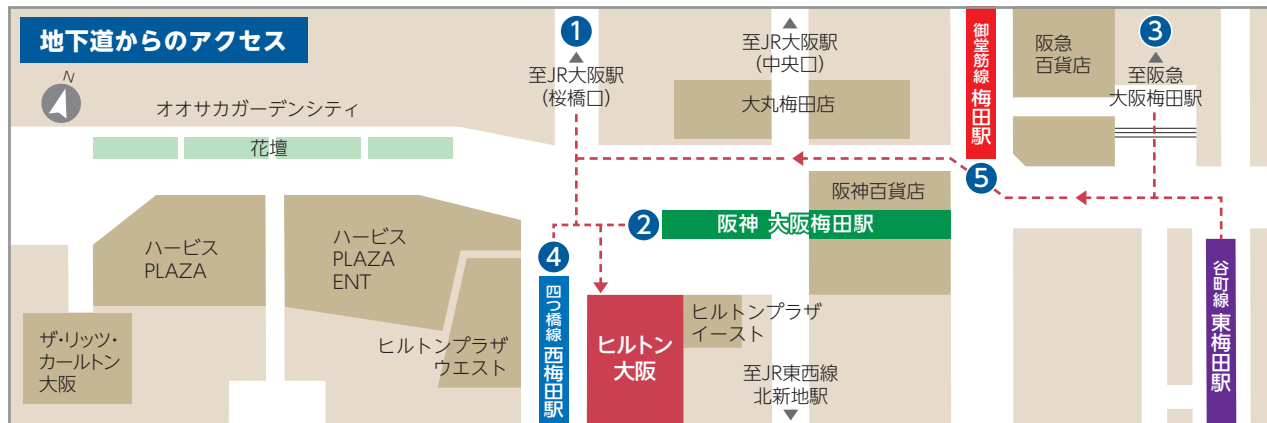 地下道からのアクセス
N
オオサカガーデンシティ
花壇
1
至JR大阪駅
(桜橋口)
至JR大阪駅
(中央口)
大丸梅田店
御堂筋線 梅田駅
阪急
百貨店
3
至阪急
大阪梅田駅
5
阪神百貨店
2
阪神 大阪梅田駅
ハービス
PLAZA
ハービス
PLAZA
ENT
4
四つ橋線 西梅田駅
谷町線 東梅田駅
ザ・リッツ・
カールトン
大阪
ヒルトンプラザ
ウエスト
ヒルトン
大阪
ヒルトンプラザ
イースト
至JR東西線
北新地駅